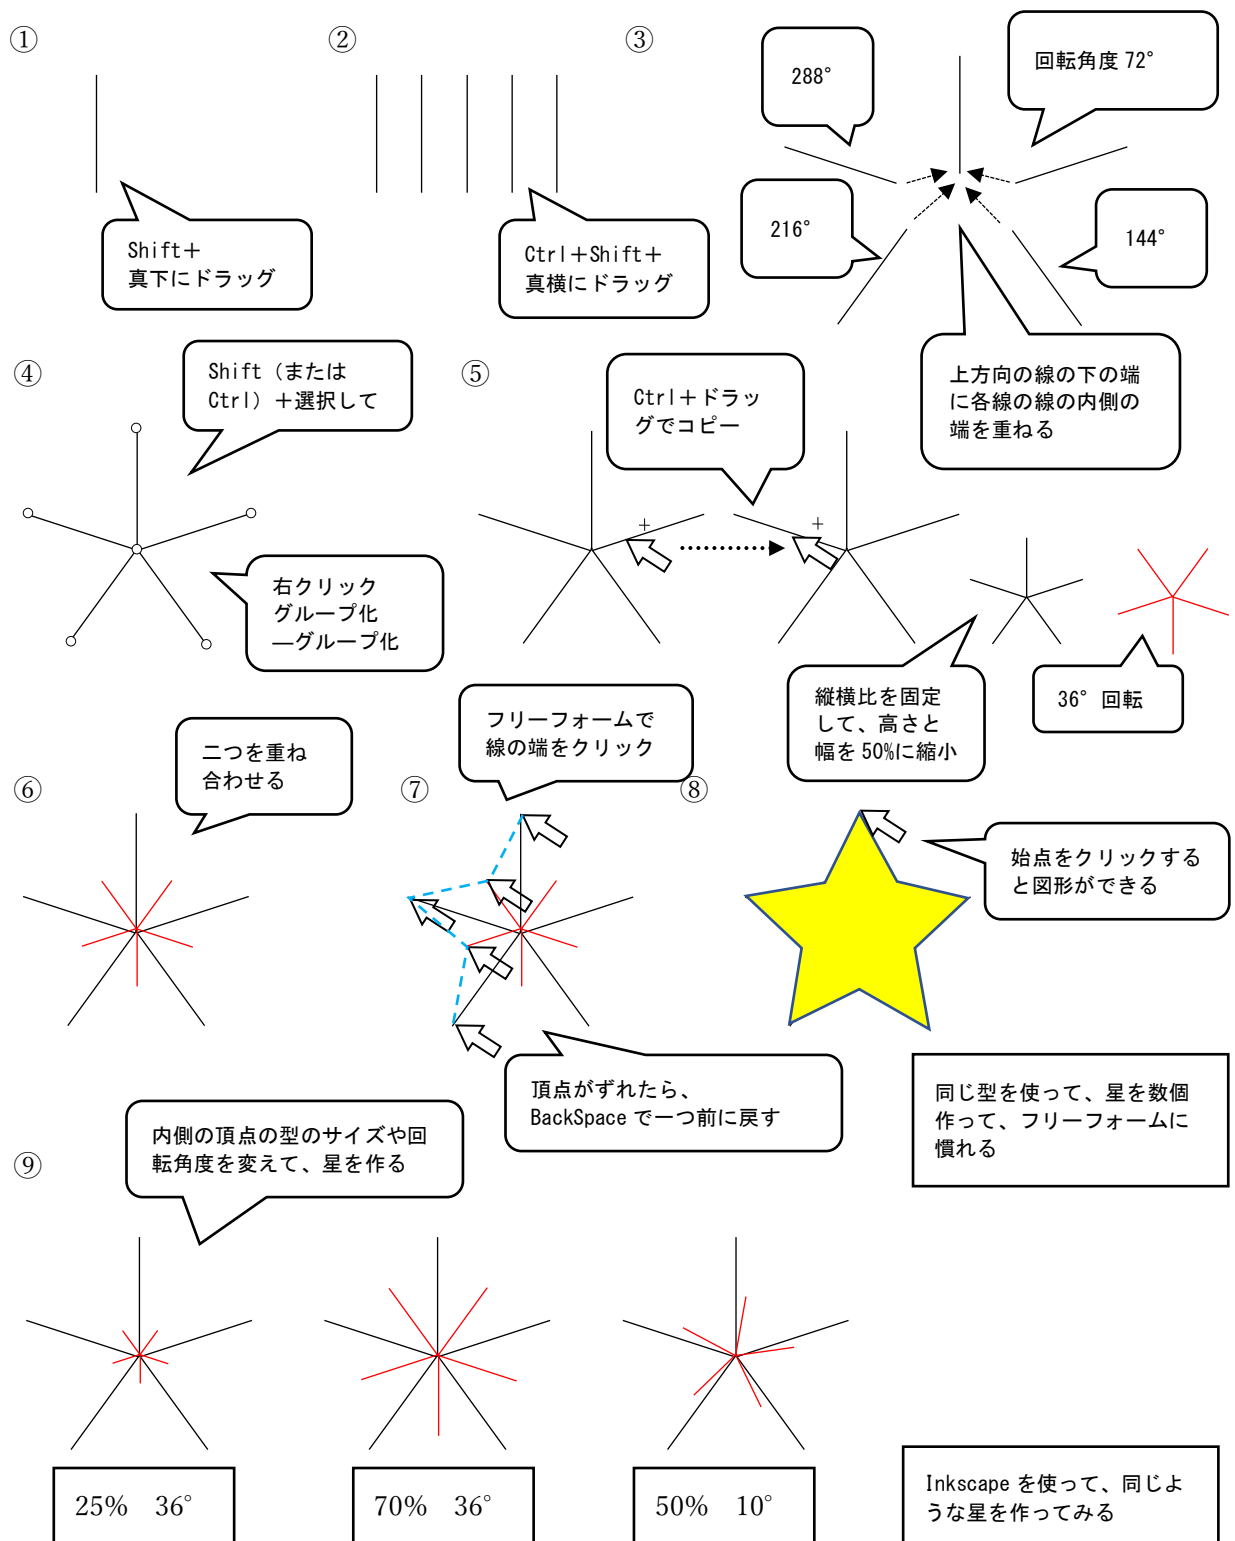 ①
Shift＋
真下にドラッグ
②
Ctrl＋Shift＋
真横にドラッグ
③
288°
回転角度 72°
216°
144°
上方向の線の下の端
に各線の線の内側の
端を重ねる
④
Shift（または
Ctrl）＋選択して
右クリック
グループ化
―グループ化
⑤
Ctrl＋ドラッ
グでコピー
縦横比を固定
して、高さと
幅を 50%に縮小
36°回転
⑥
二つを重ね
合わせる
⑦
フリーフォームで
線の端をクリック
頂点がずれたら、
BackSpace で一つ前に戻す
⑧
始点をクリックする
と図形ができる
同じ型を使って、星を数個
作って、フリーフォームに
慣れる
⑨
内側の頂点の型のサイズや回
転角度を変えて、星を作る
25%　36°
70%　36°
50%　10°
Inkscape を使って、同じよ
うな星を作ってみる